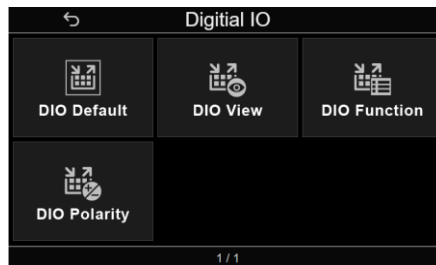 Digitial IO
DIO Default
DIO View
DIO Function
DIO Polarity
1 / 1